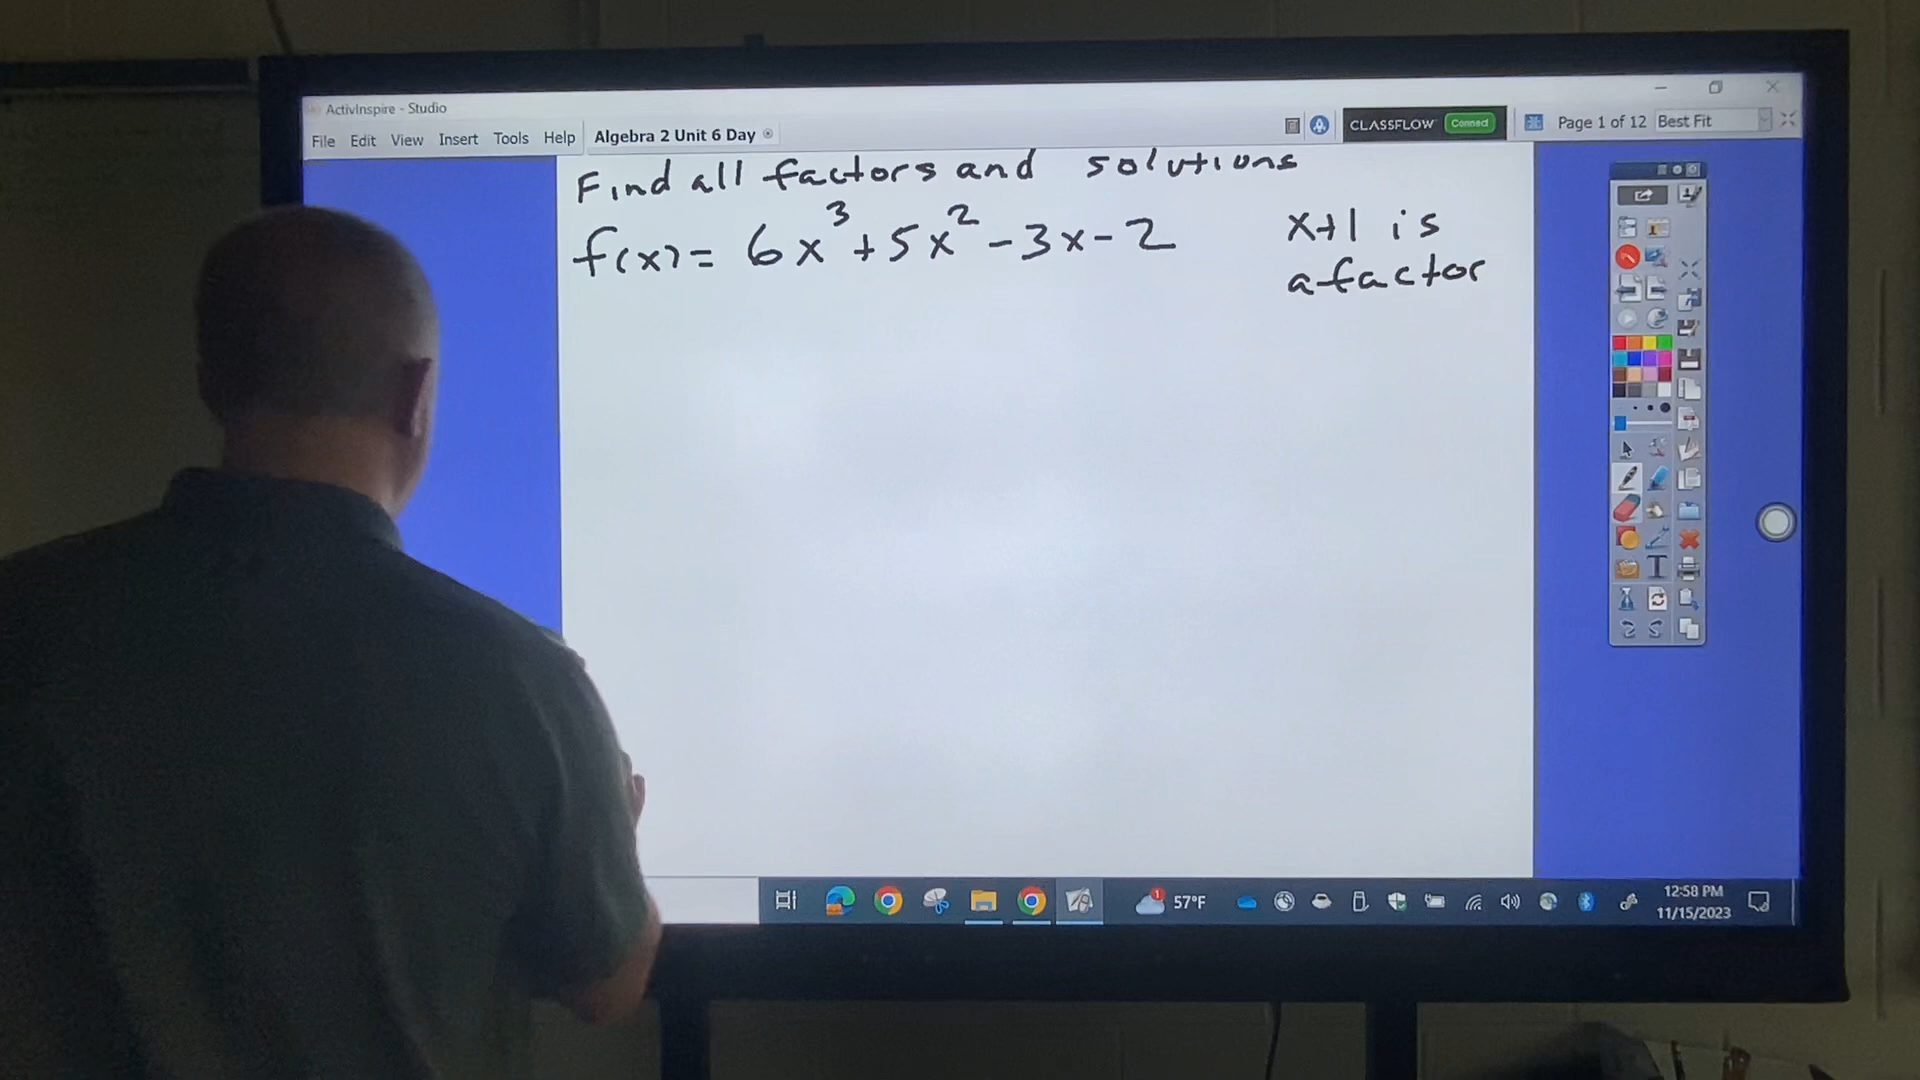 ActivInspire - Studio
File Edit View Insert Tools Help Algebra 2 Unit 6 Day
CLASSFLOW Connect Page 1 of 12 Best Fit
Find all factors and solutions
f(x) = 6x³ + 5x² - 3x - 2
x+1 is
a factor
T
1
57°F
12:58 PM
11/15/2023